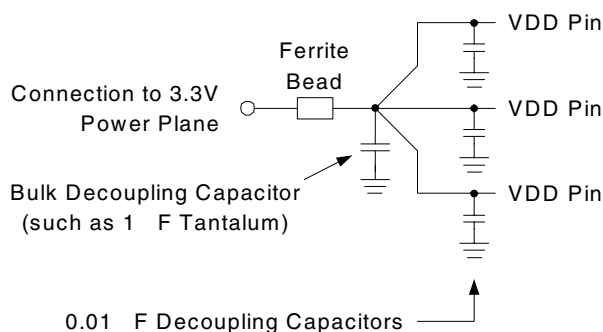 VDD Pin
Ferrite
Bead
Connection to 3.3V
Power Plane
VDD Pin
Bulk Decoupling Capacitor
(such as 1 F Tantalum)
VDD Pin
0.01 F Decoupling Capacitors